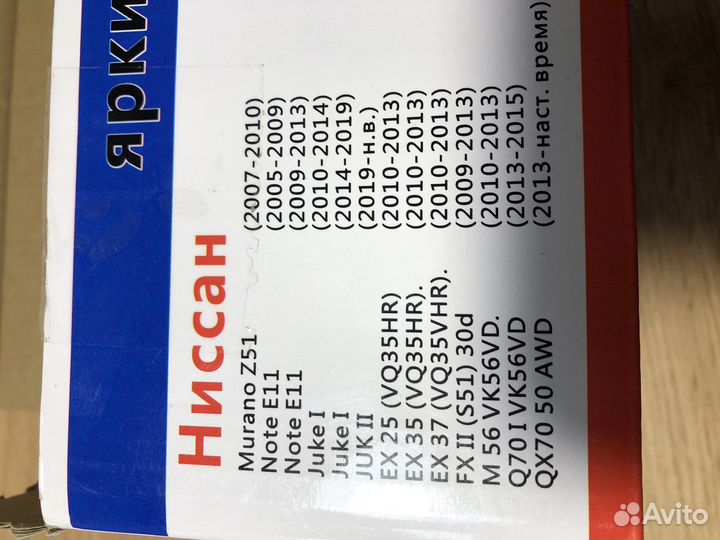 ярки
Ниссан
Murano Z51 (2007-2010)
Note E11 (2005-2009)
Note E11 (2009-2013)
Juke I (2010-2014)
Juke I (2014-2019)
JUK II (2019-н.в.)
EX 25 (VQ35HR) (2010-2013)
EX 35 (VQ35HR). (2010-2013)
EX 37 (VQ35VHR). (2010-2013)
FX II (S51) 30d (2009-2013)
M 56 VK56VD. (2010-2013)
Q70 I VK56VD (2013-2015)
QX70 50 AWD (2013-наст. время)
Avito